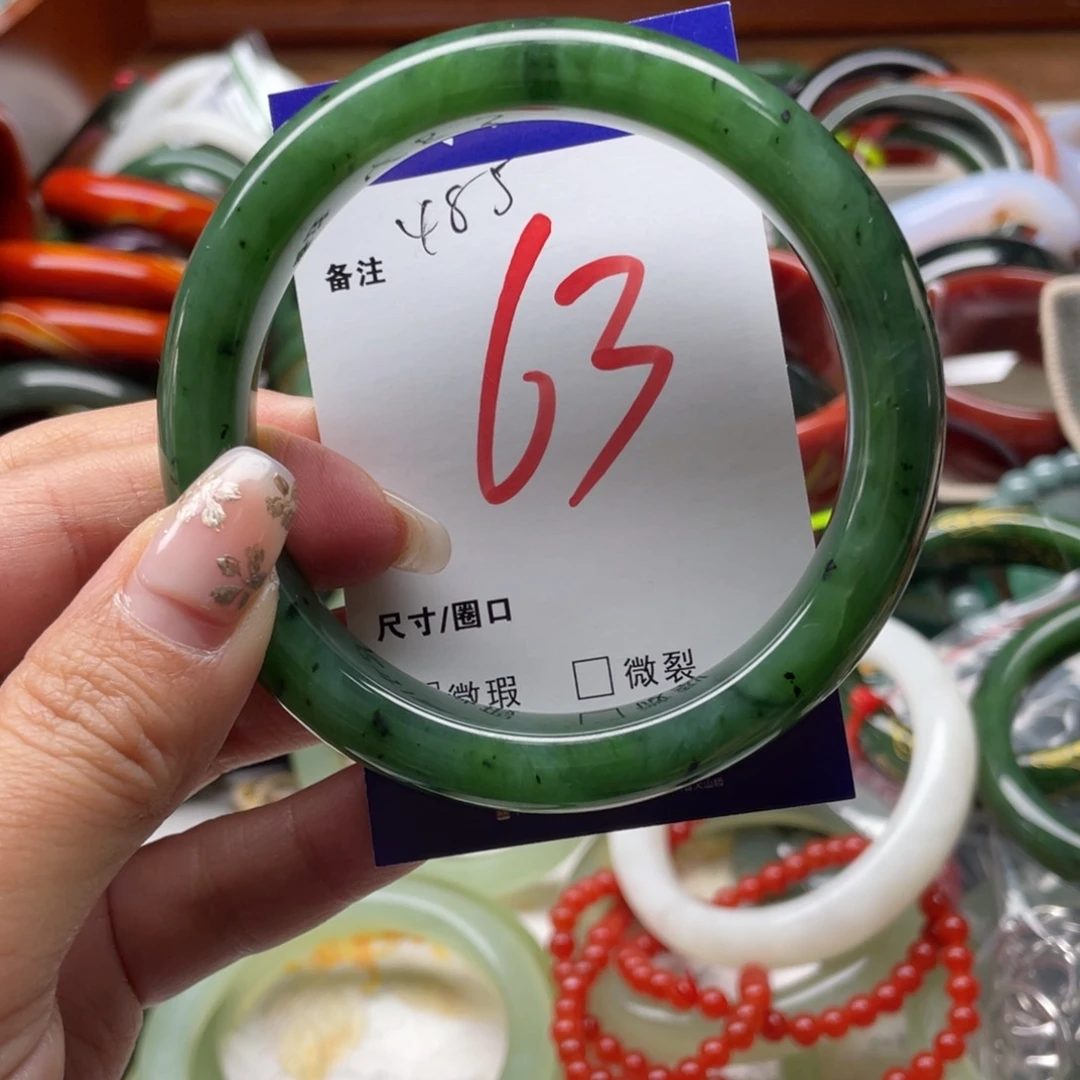 485
备注
63
尺寸/圈口
微瑕 □ 微裂